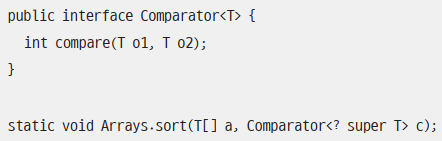 public interface Comparator<T> {
  int compare(T o1, T o2);
}

static void Arrays.sort(T[] a, Comparator<? super T> c);